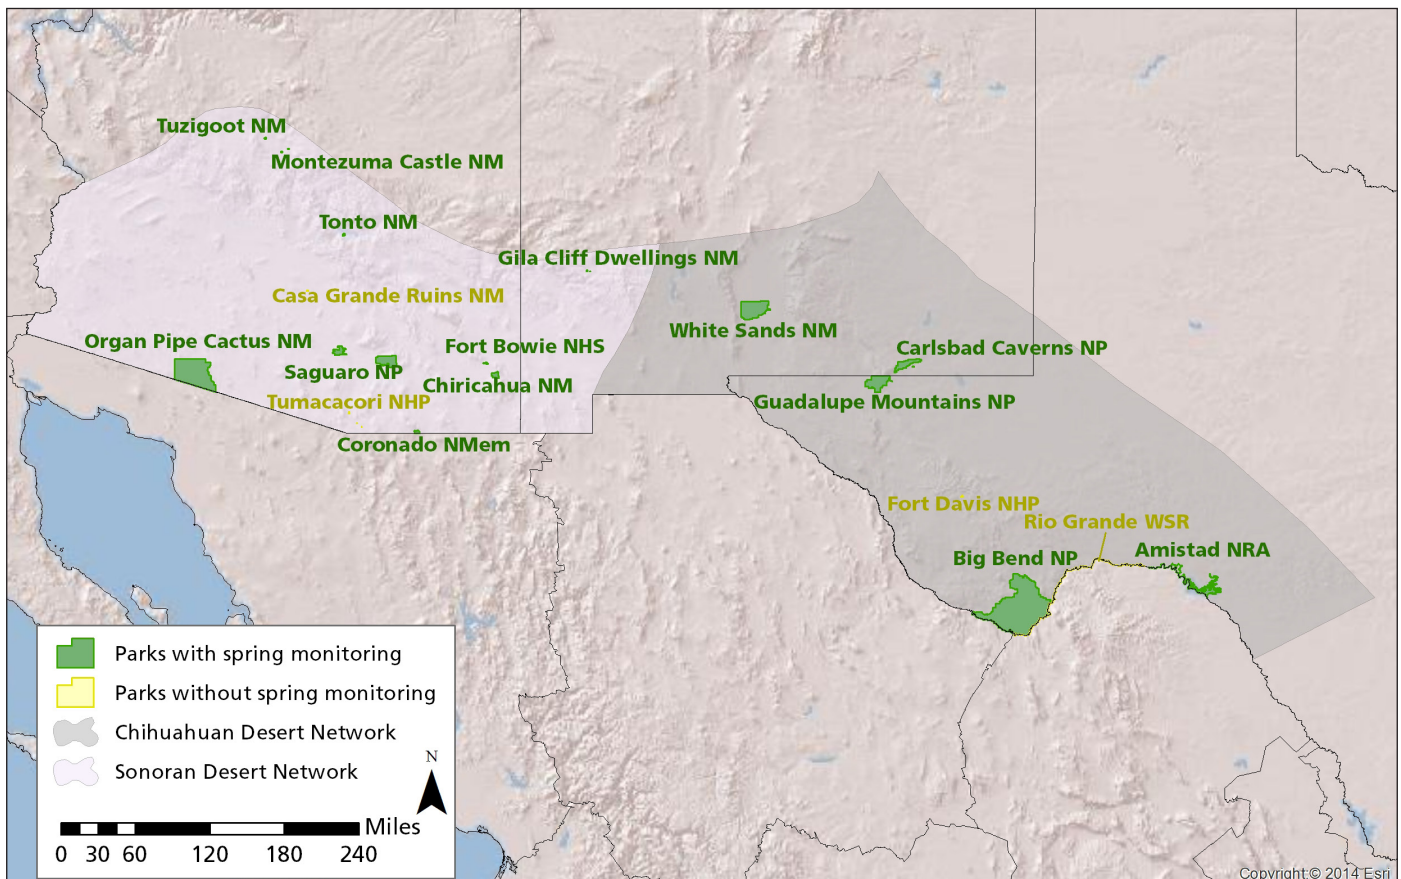 Tuzigoot NM
Montezuma Castle NM
Tonto NM
Gila Cliff Dwellings NM
Casa Grande Ruins NM
White Sands NM
Organ Pipe Cactus NM
Fort Bowie NHS
Carlsbad Caverns NP
Saguaro NP
Chiricahua NM
Tumacacori NHP
Guadalupe Mountains NP
Coronado NMem
Fort Davis NHP
Rio Grande WSR
Big Bend NP
Amistad NRA
Parks with spring monitoring
Parks without spring monitoring
Chihuahuan Desert Network
Sonoran Desert Network
N
Miles
0 30 60 120 180 240
Copyright:© 2014 Esri